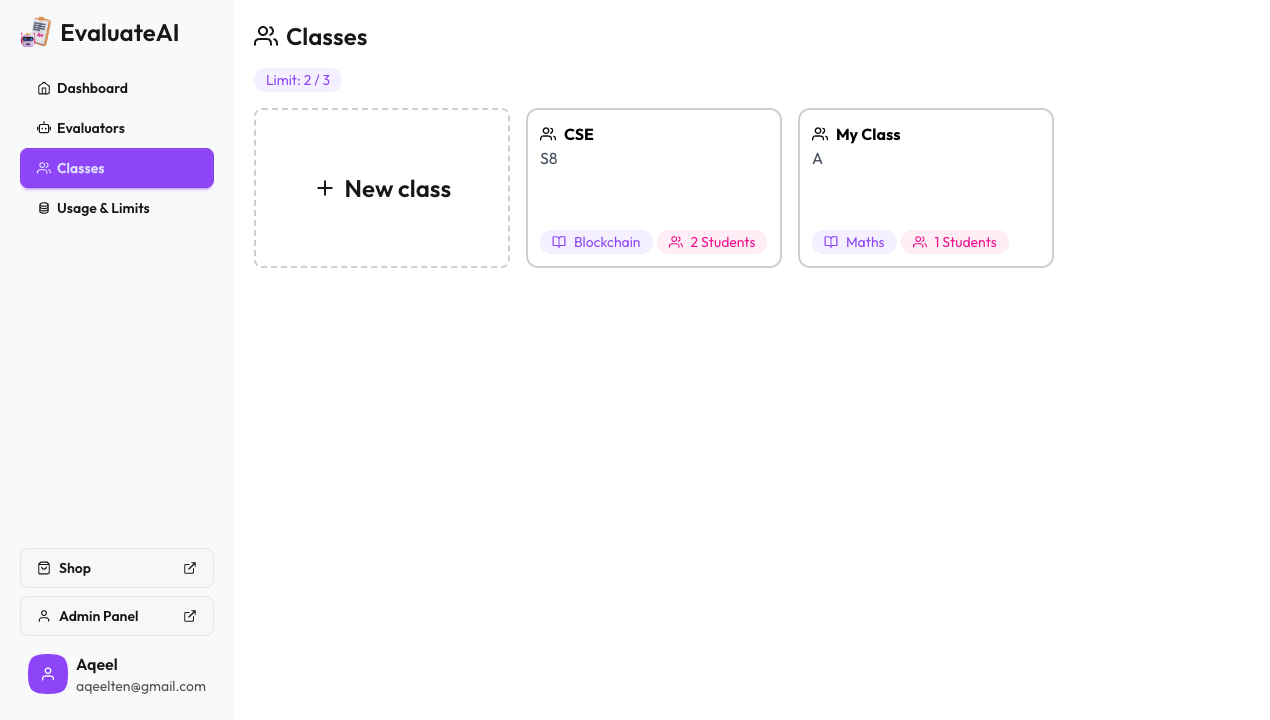 EvaluateAI
Dashboard
Evaluators
Classes
Usage & Limits
Shop
Admin Panel
Aqeel
aqeelten@gmail.com
Classes
Limit: 2 / 3
New class
CSE
S8
Blockchain
2 Students
My Class
A
Maths
1 Students